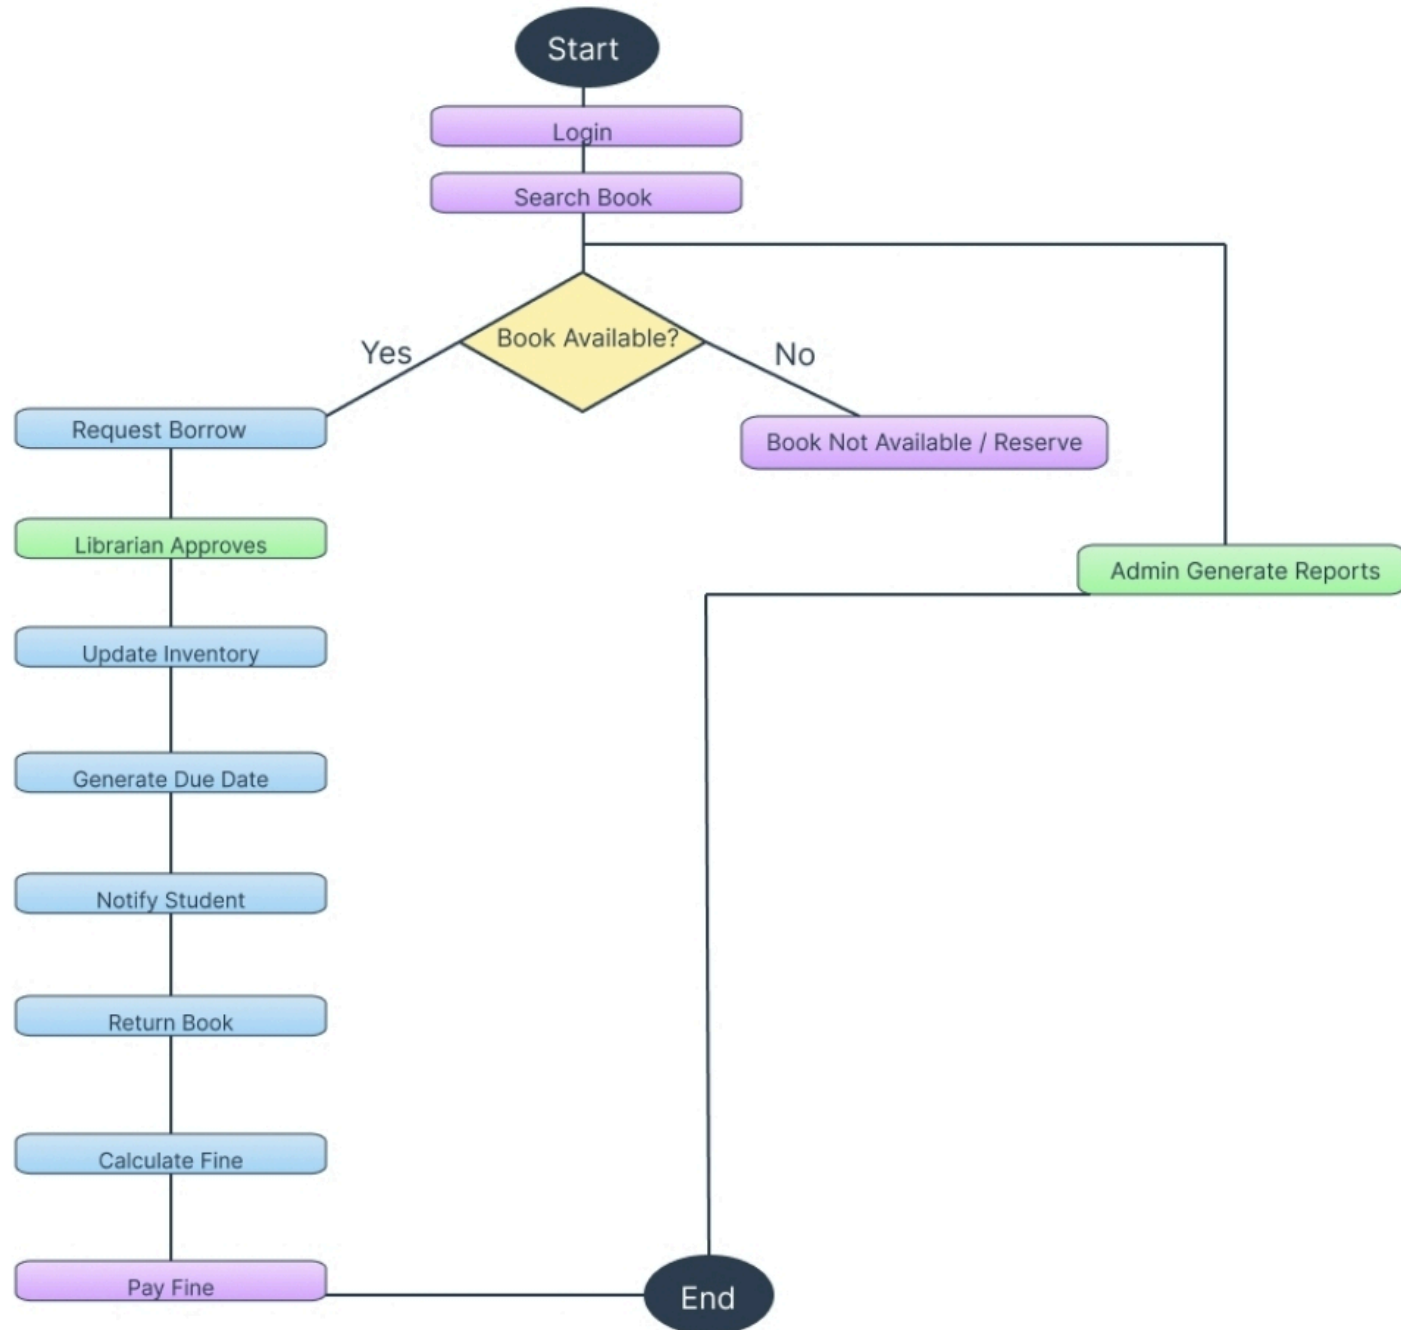 Start
Login
Search Book
Book Available?
Yes
No
Request Borrow
Book Not Available / Reserve
Librarian Approves
Admin Generate Reports
Update Inventory
Generate Due Date
Notify Student
Return Book
Calculate Fine
Pay Fine
End